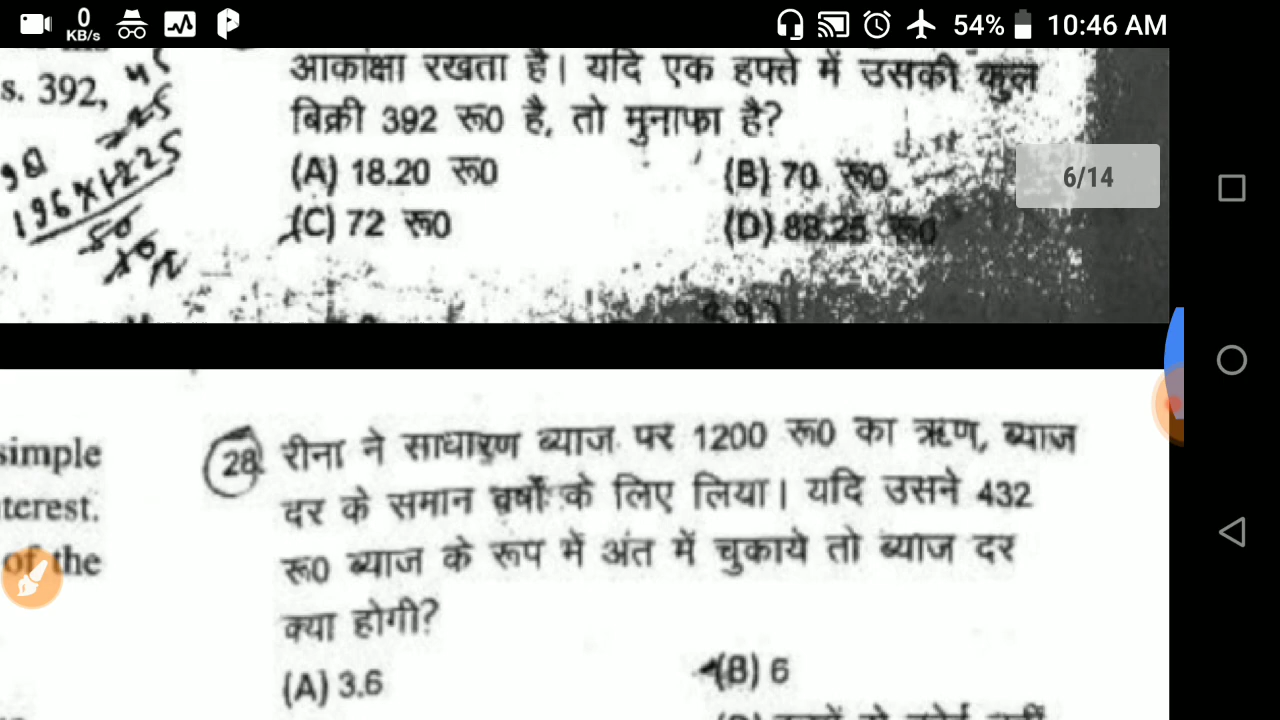 0
KB/s
54%
10:46 AM
आकांक्षा रखता है। यदि एक हफ्ते में उसकी कुल
s. 392,
बिक्री 392 रू0 है, तो मुनाफा है?
(A) 18.20 रू0
(B) 70 रू0
6/14
196×1225
50
(C) 72 रू0
(D) 88.25 रू0
simple
terest.
of the
28. रीना ने साधारण ब्याज पर 1200 रू0 का ऋण, ब्याज
दर के समान वर्षों के लिए लिया। यदि उसने 432
रू0 ब्याज के रूप में अंत में चुकाये तो ब्याज दर
क्या होगी?
(A) 3.6
(B) 6